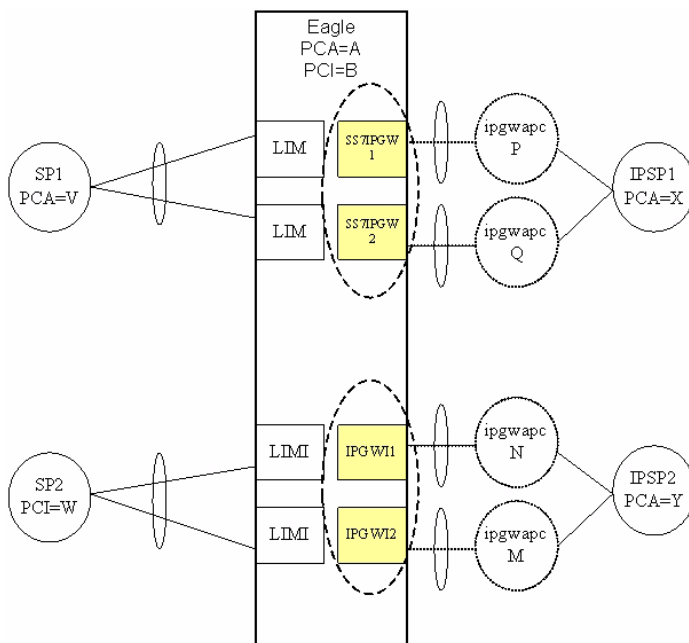 Eagle
PCA=A
PCI=B
LIM
SS7IPGW
1
ipgwapc
P
SP1
PCA=V
IPSP1
PCA=X
LIM
SS7IPGW
2
ipgwapc
Q
LIMI
IPGWI1
ipgwapc
N
SP2
PCI=W
IPSP2
PCA=Y
LIMI
IPGWI2
ipgwapc
M